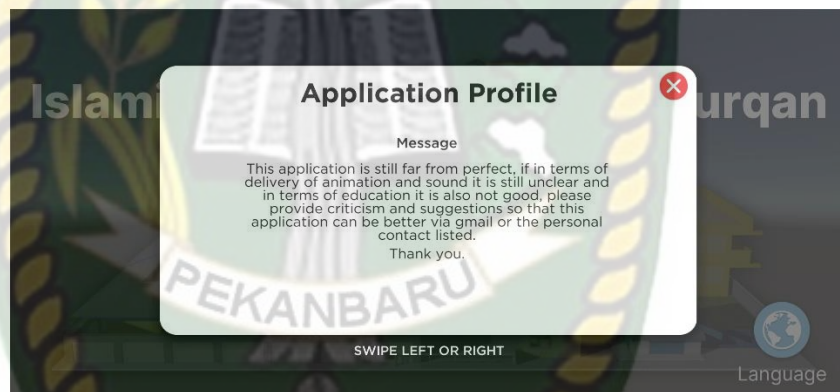 Islami
urqan
Application Profile
Message
This application is still far from perfect, if in terms of
delivery of animation and sound it is still unclear and
in terms of education it is also not good, please
provide criticism and suggestions so that this
application can be better via gmail or the personal
contact listed.
Thank you.
PEKANBARU
SWIPE LEFT OR RIGHT
Language